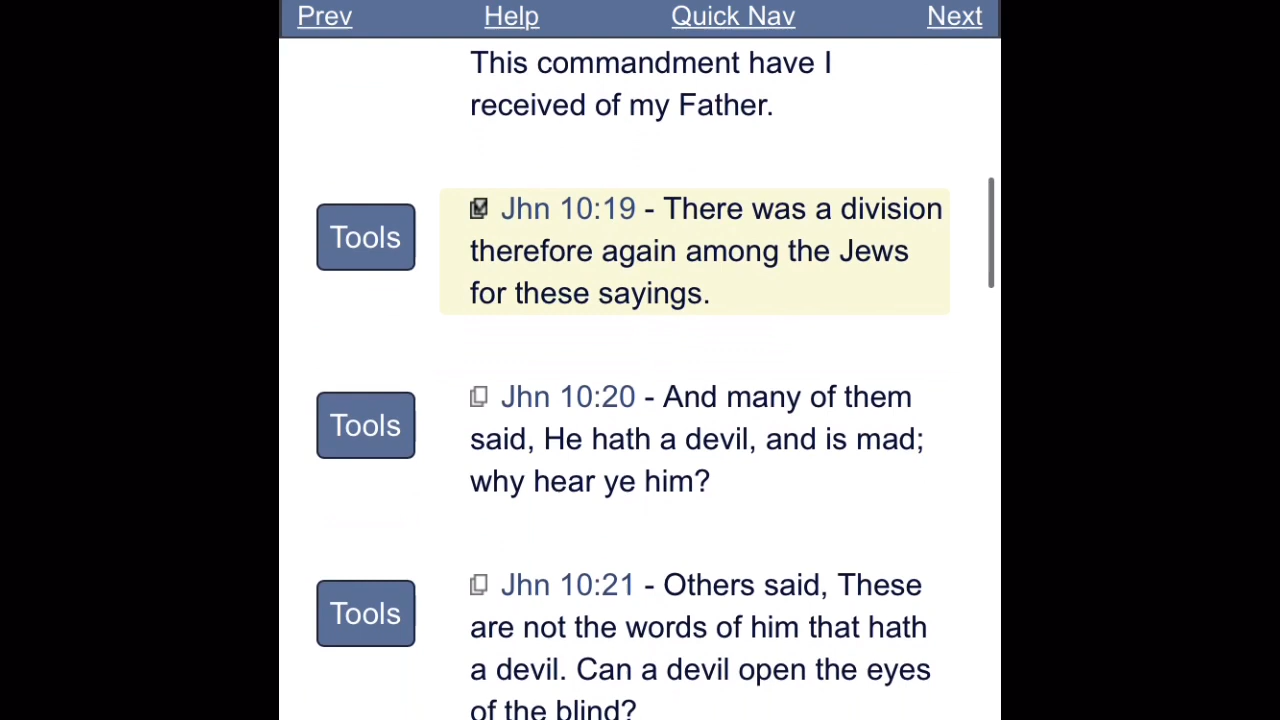 Prev Help Quick Nav Next
This commandment have I
received of my Father.
Tools
Jhn 10:19 - There was a division
therefore again among the Jews
for these sayings.
Tools
Jhn 10:20 - And many of them
said, He hath a devil, and is mad;
why hear ye him?
Tools
Jhn 10:21 - Others said, These
are not the words of him that hath
a devil. Can a devil open the eyes
of the blind?